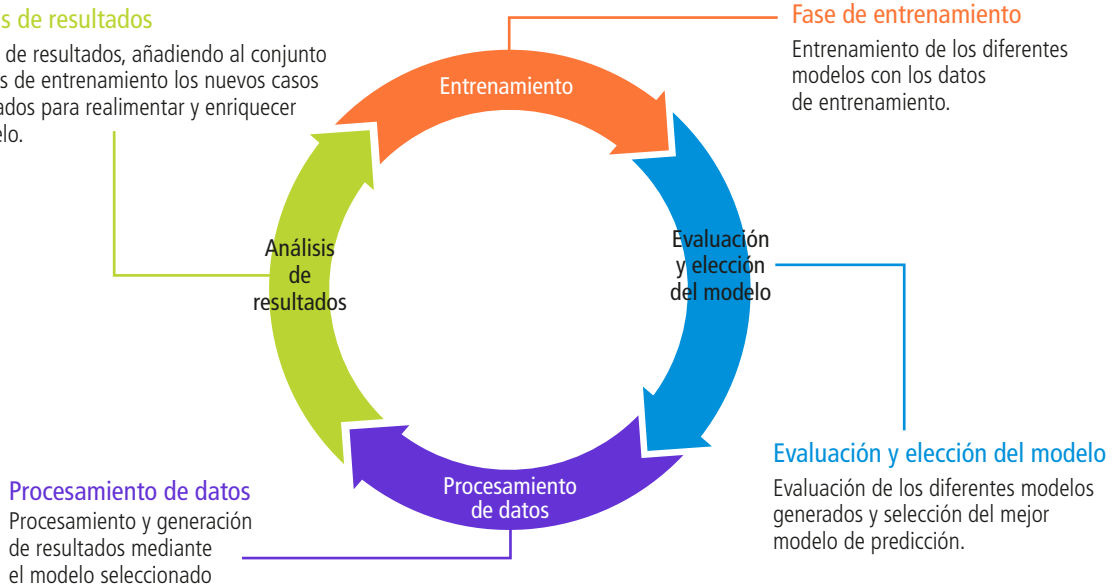 s de resultados
de resultados, añadiendo al conjunto
s de entrenamiento los nuevos casos
ados para realimentar y enriquecer
elo.
Fase de entrenamiento
Entrenamiento de los diferentes
modelos con los datos
de entrenamiento.
Entrenamiento
Análisis
de
resultados
Evaluación
y elección
del modelo
Procesamiento
de datos
Procesamiento de datos
Procesamiento y generación
de resultados mediante
el modelo seleccionado
Evaluación y elección del modelo
Evaluación de los diferentes modelos
generados y selección del mejor
modelo de predicción.